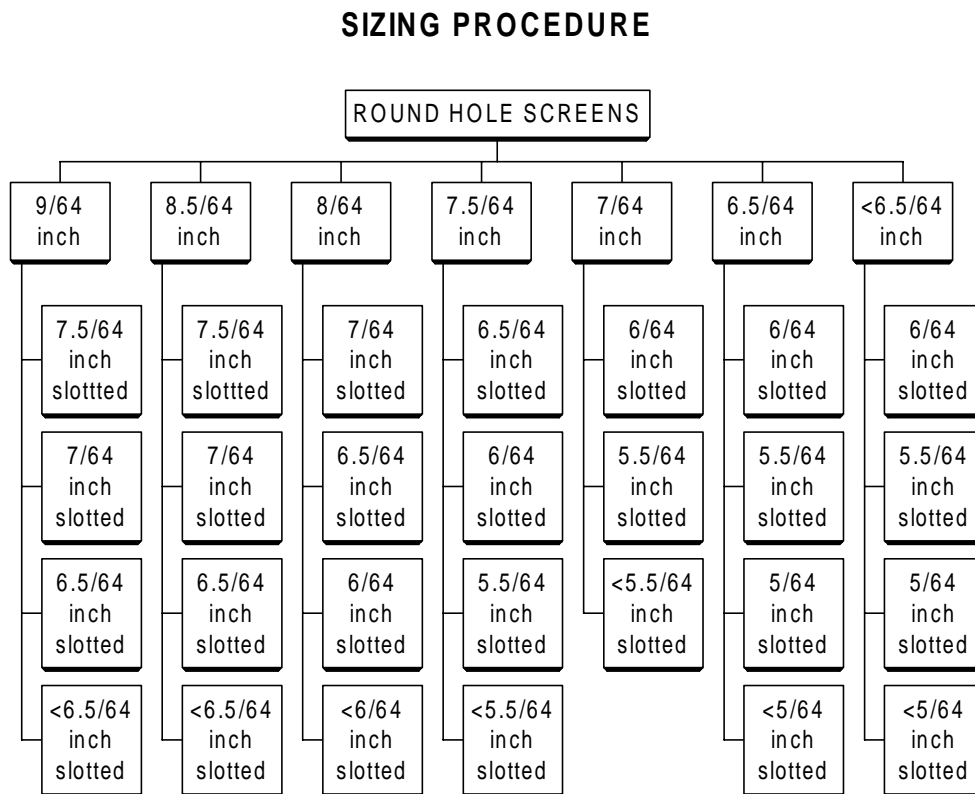 SIZING PROCEDURE
ROUND HOLE SCREENS
9/64
inch
8.5/64
inch
8/64
inch
7.5/64
inch
7/64
inch
6.5/64
inch
<6.5/64
inch
7.5/64
inch
slottted
7.5/64
inch
slottted
7/64
inch
slotted
6.5/64
inch
slotted
6/64
inch
slotted
6/64
inch
slotted
6/64
inch
slotted
7/64
inch
slotted
7/64
inch
slotted
6.5/64
inch
slotted
6/64
inch
slotted
5.5/64
inch
slotted
5.5/64
inch
slotted
5.5/64
inch
slotted
6.5/64
inch
slotted
6.5/64
inch
slotted
6/64
inch
slotted
5.5/64
inch
slotted
<5.5/64
inch
slotted
5/64
inch
slotted
5/64
inch
slotted
<6.5/64
inch
slotted
<6.5/64
inch
slotted
<6/64
inch
slotted
<5.5/64
inch
slotted
<5/64
inch
slotted
<5/64
inch
slotted